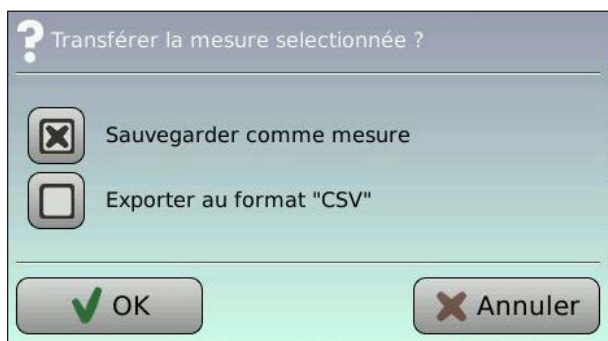 ? Transférer la mesure selectionnée ?
Sauvegarder comme mesure
Exporter au format "CSV"
OK
Annuler